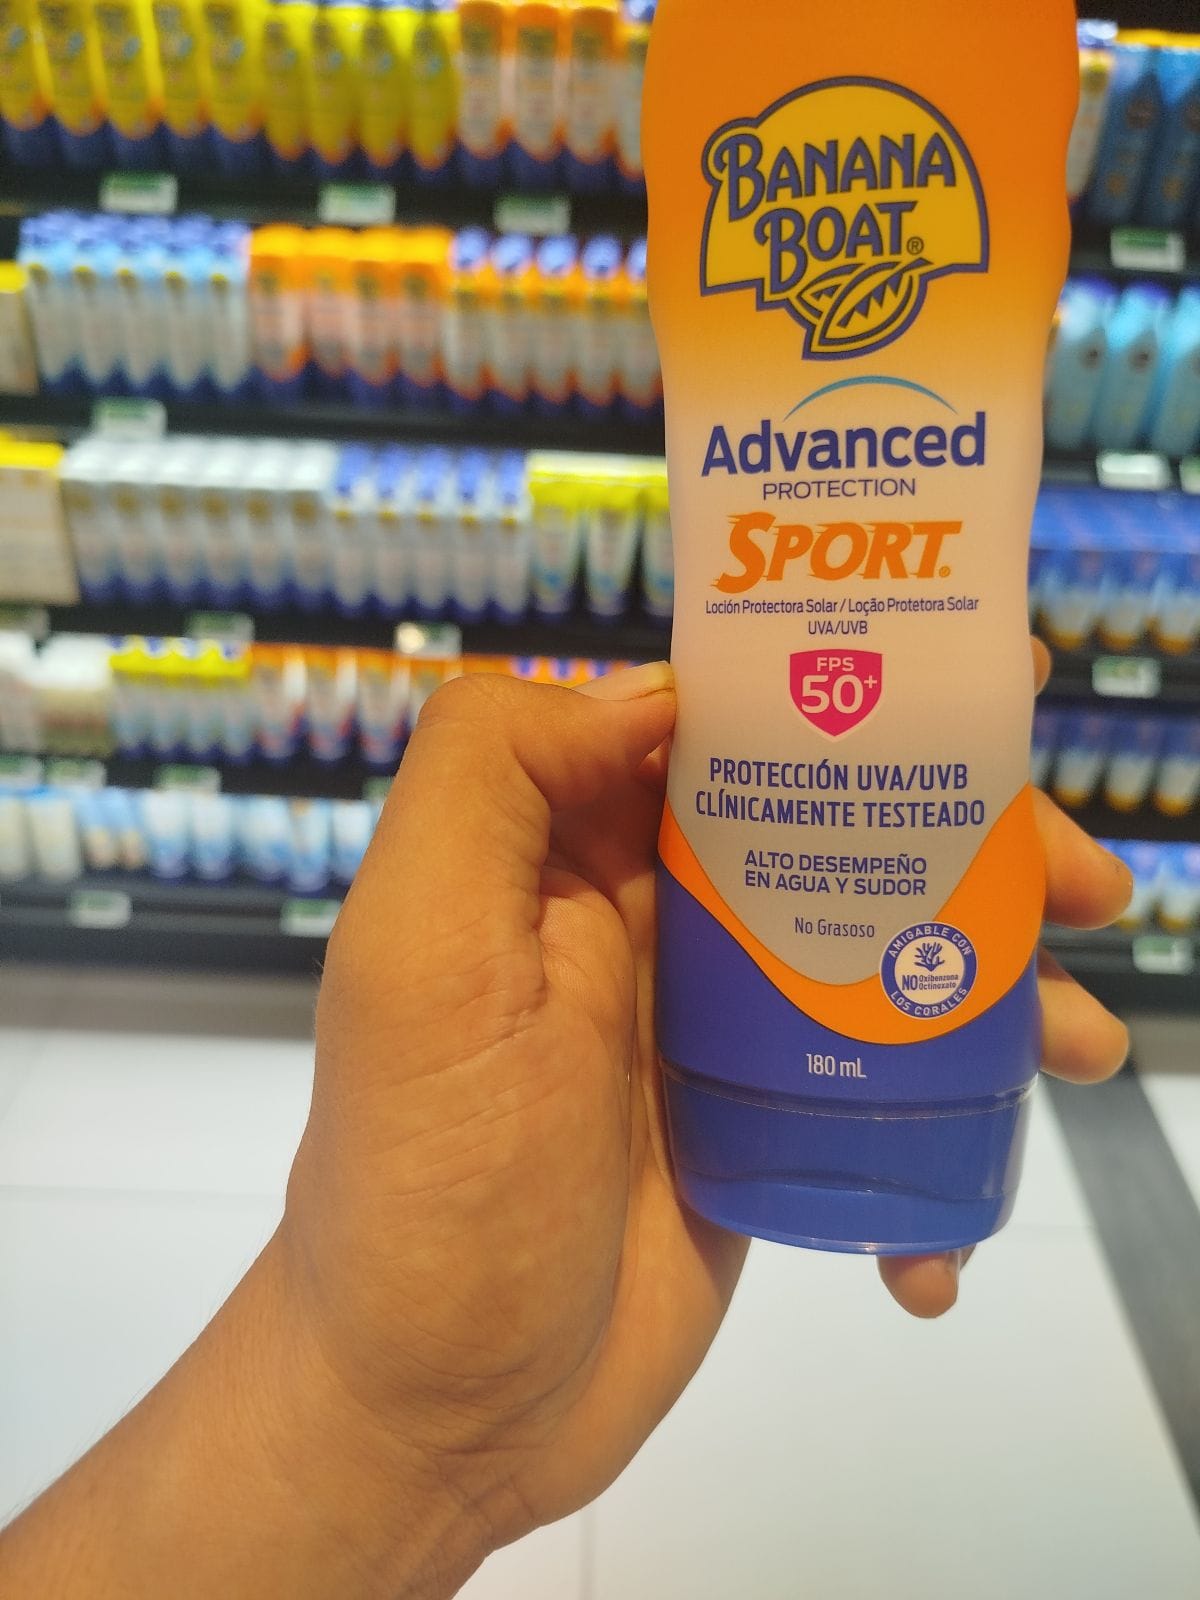 BANANA
BOAT®
Advanced
PROTECTION
SPORT®
Loción Protectora Solar / Loção Protetora Solar
UVA/UVB
FPS
50+
PROTECCIÓN UVA/UVB
CLÍNICAMENTE TESTEADO
ALTO DESEMPEÑO
EN AGUA Y SUDOR
No Grasoso
AMIGABLE CON
NO Oxibenzona
Octinoxato
LOS CORALES
180 mL